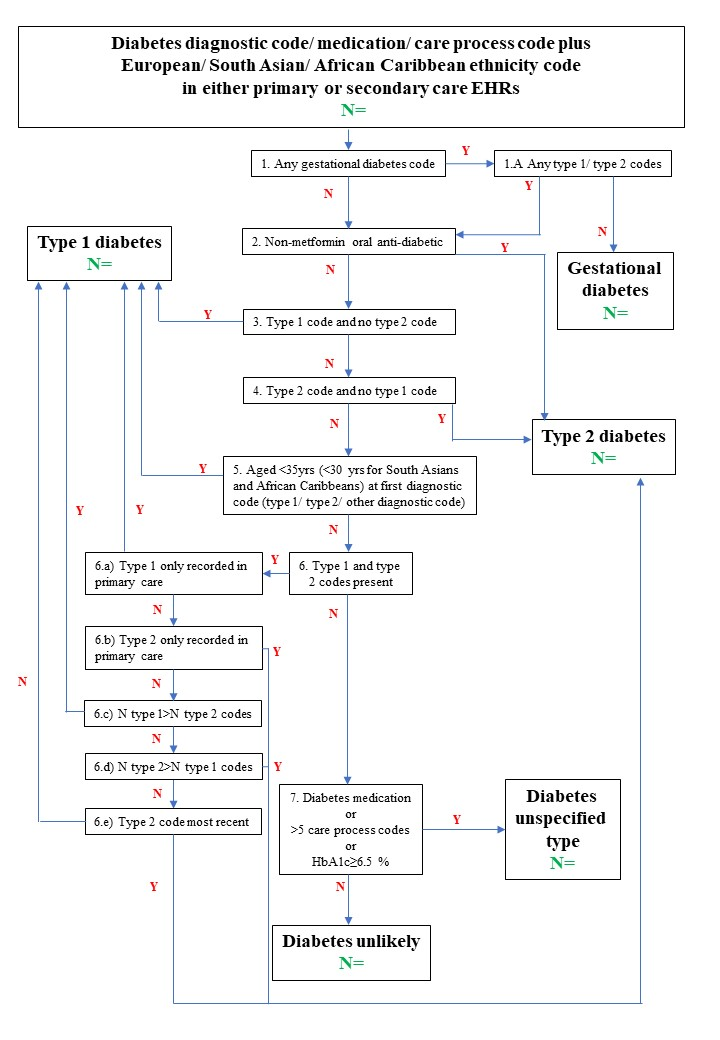 Diabetes diagnostic code/ medication/ care process code plus
European/ South Asian/ African Caribbean ethnicity code
in either primary or secondary care EHRs
N=
1. Any gestational diabetes code
Y
1.A Any type 1/ type 2 codes
N
Y
N
2. Non-metformin oral anti-diabetic
Y
N
Type 1 diabetes
N=
Gestational
diabetes
N=
Y
3. Type 1 code and no type 2 code
N
4. Type 2 code and no type 1 code
Y
N
Type 2 diabetes
N=
Y
5. Aged <35yrs (<30 yrs for South Asians
and African Caribbeans) at first diagnostic
code (type 1/ type 2/ other diagnostic code)
N
Y
Y
6.a) Type 1 only recorded in
primary care
Y
6. Type 1 and type
2 codes present
N
N
6.b) Type 2 only recorded in
primary care
Y
N
N
6.c) N type 1>N type 2 codes
N
6.d) N type 2>N type 1 codes
Y
N
6.e) Type 2 code most recent
Y
7. Diabetes medication
or
>5 care process codes
or
HbA1c≥6.5 %
Y
N
Diabetes
unspecified
type
N=
Diabetes unlikely
N=